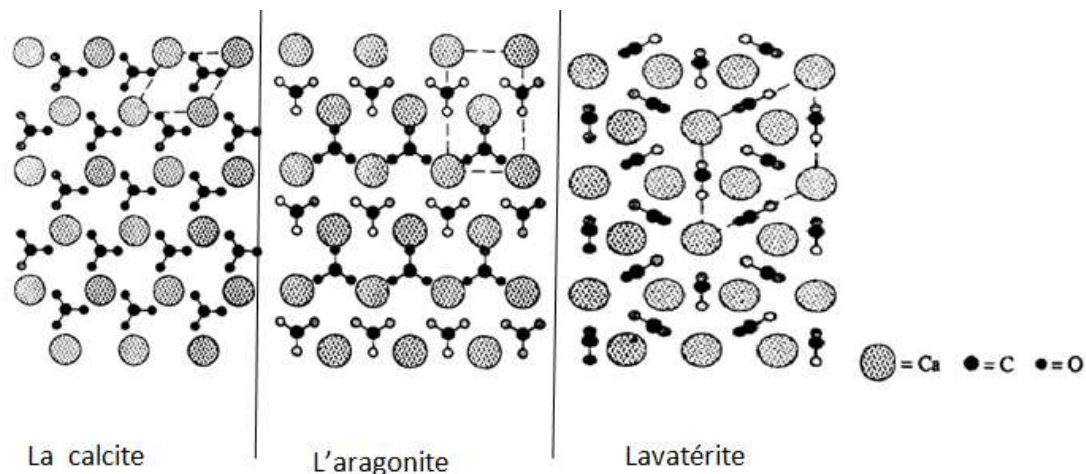 = Ca = C = O
La calcite
L'aragonite
Lavatérite